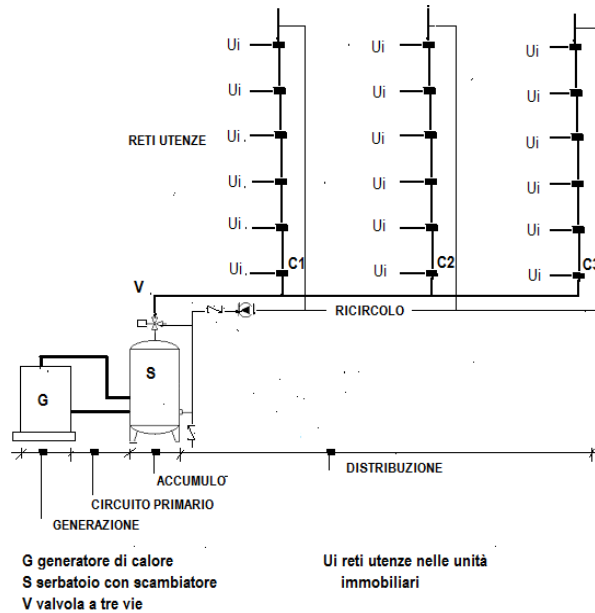 Ui Ui Ui
Ui. Ui Ui
RETI UTENZE Ui. Ui Ui
Ui. Ui Ui
Ui. Ui Ui
Ui. C1 Ui C2 Ui C3
V
RICIRCOLO
S
G
ACCUMULO DISTRIBUZIONE
CIRCUITO PRIMARIO
GENERAZIONE
G generatore di calore
S serbatoio con scambiatore
V valvola a tre vie
Ui reti utenze nelle unità
immobiliari